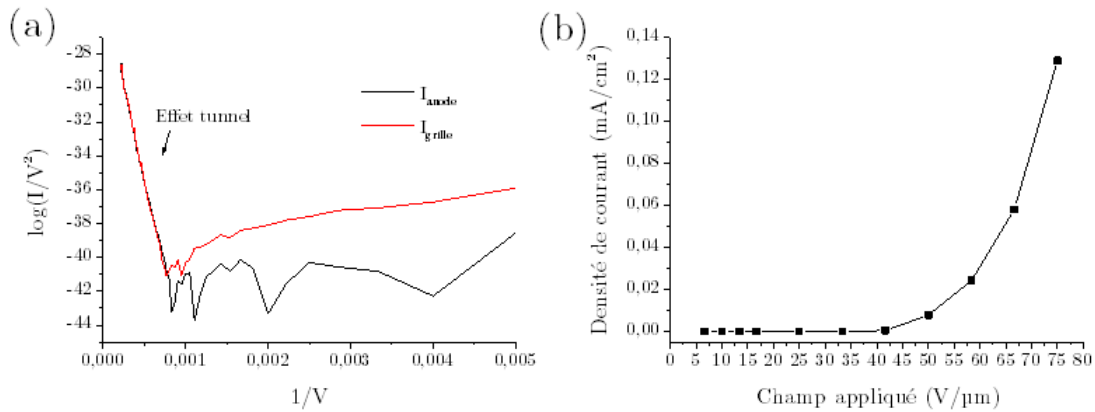 (a)
-28
-30
-32
-34
-36
-38
-40
-42
-44
log(I/V²)
Effet tunnel
I anode
I grille
0,000
0,001
0,002
0,003
0,004
0,005
1/V
(b)
0,14
0,12
0,10
0,08
0,06
0,04
0,02
0,00
Densité de courant (mA/cm²)
0 5 10 15 20 25 30 35 40 45 50 55 60 65 70 75 80
Champ appliqué (V/µm)